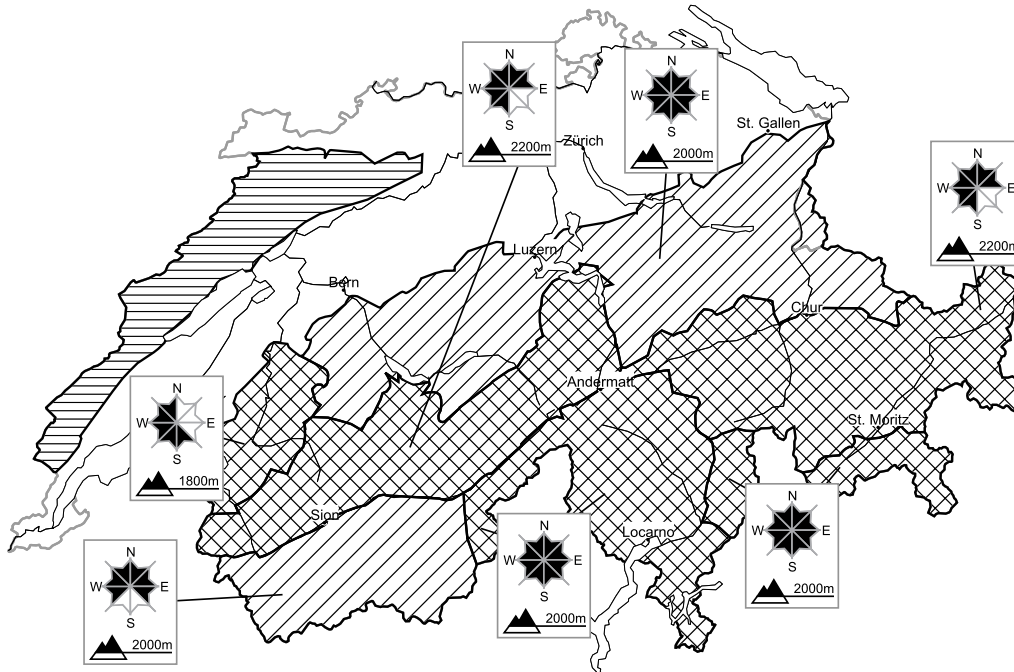 N
W E
S
2200m
N
W E
S
2000m
St. Gallen
Zürich
N
W E
S
2200m
Luzern
Bern
Chur
Andermatt
N
W E
S
1800m
St. Moritz
Sion
N
W E
S
2000m
Locarno
N
W E
S
2000m
N
W E
S
2000m